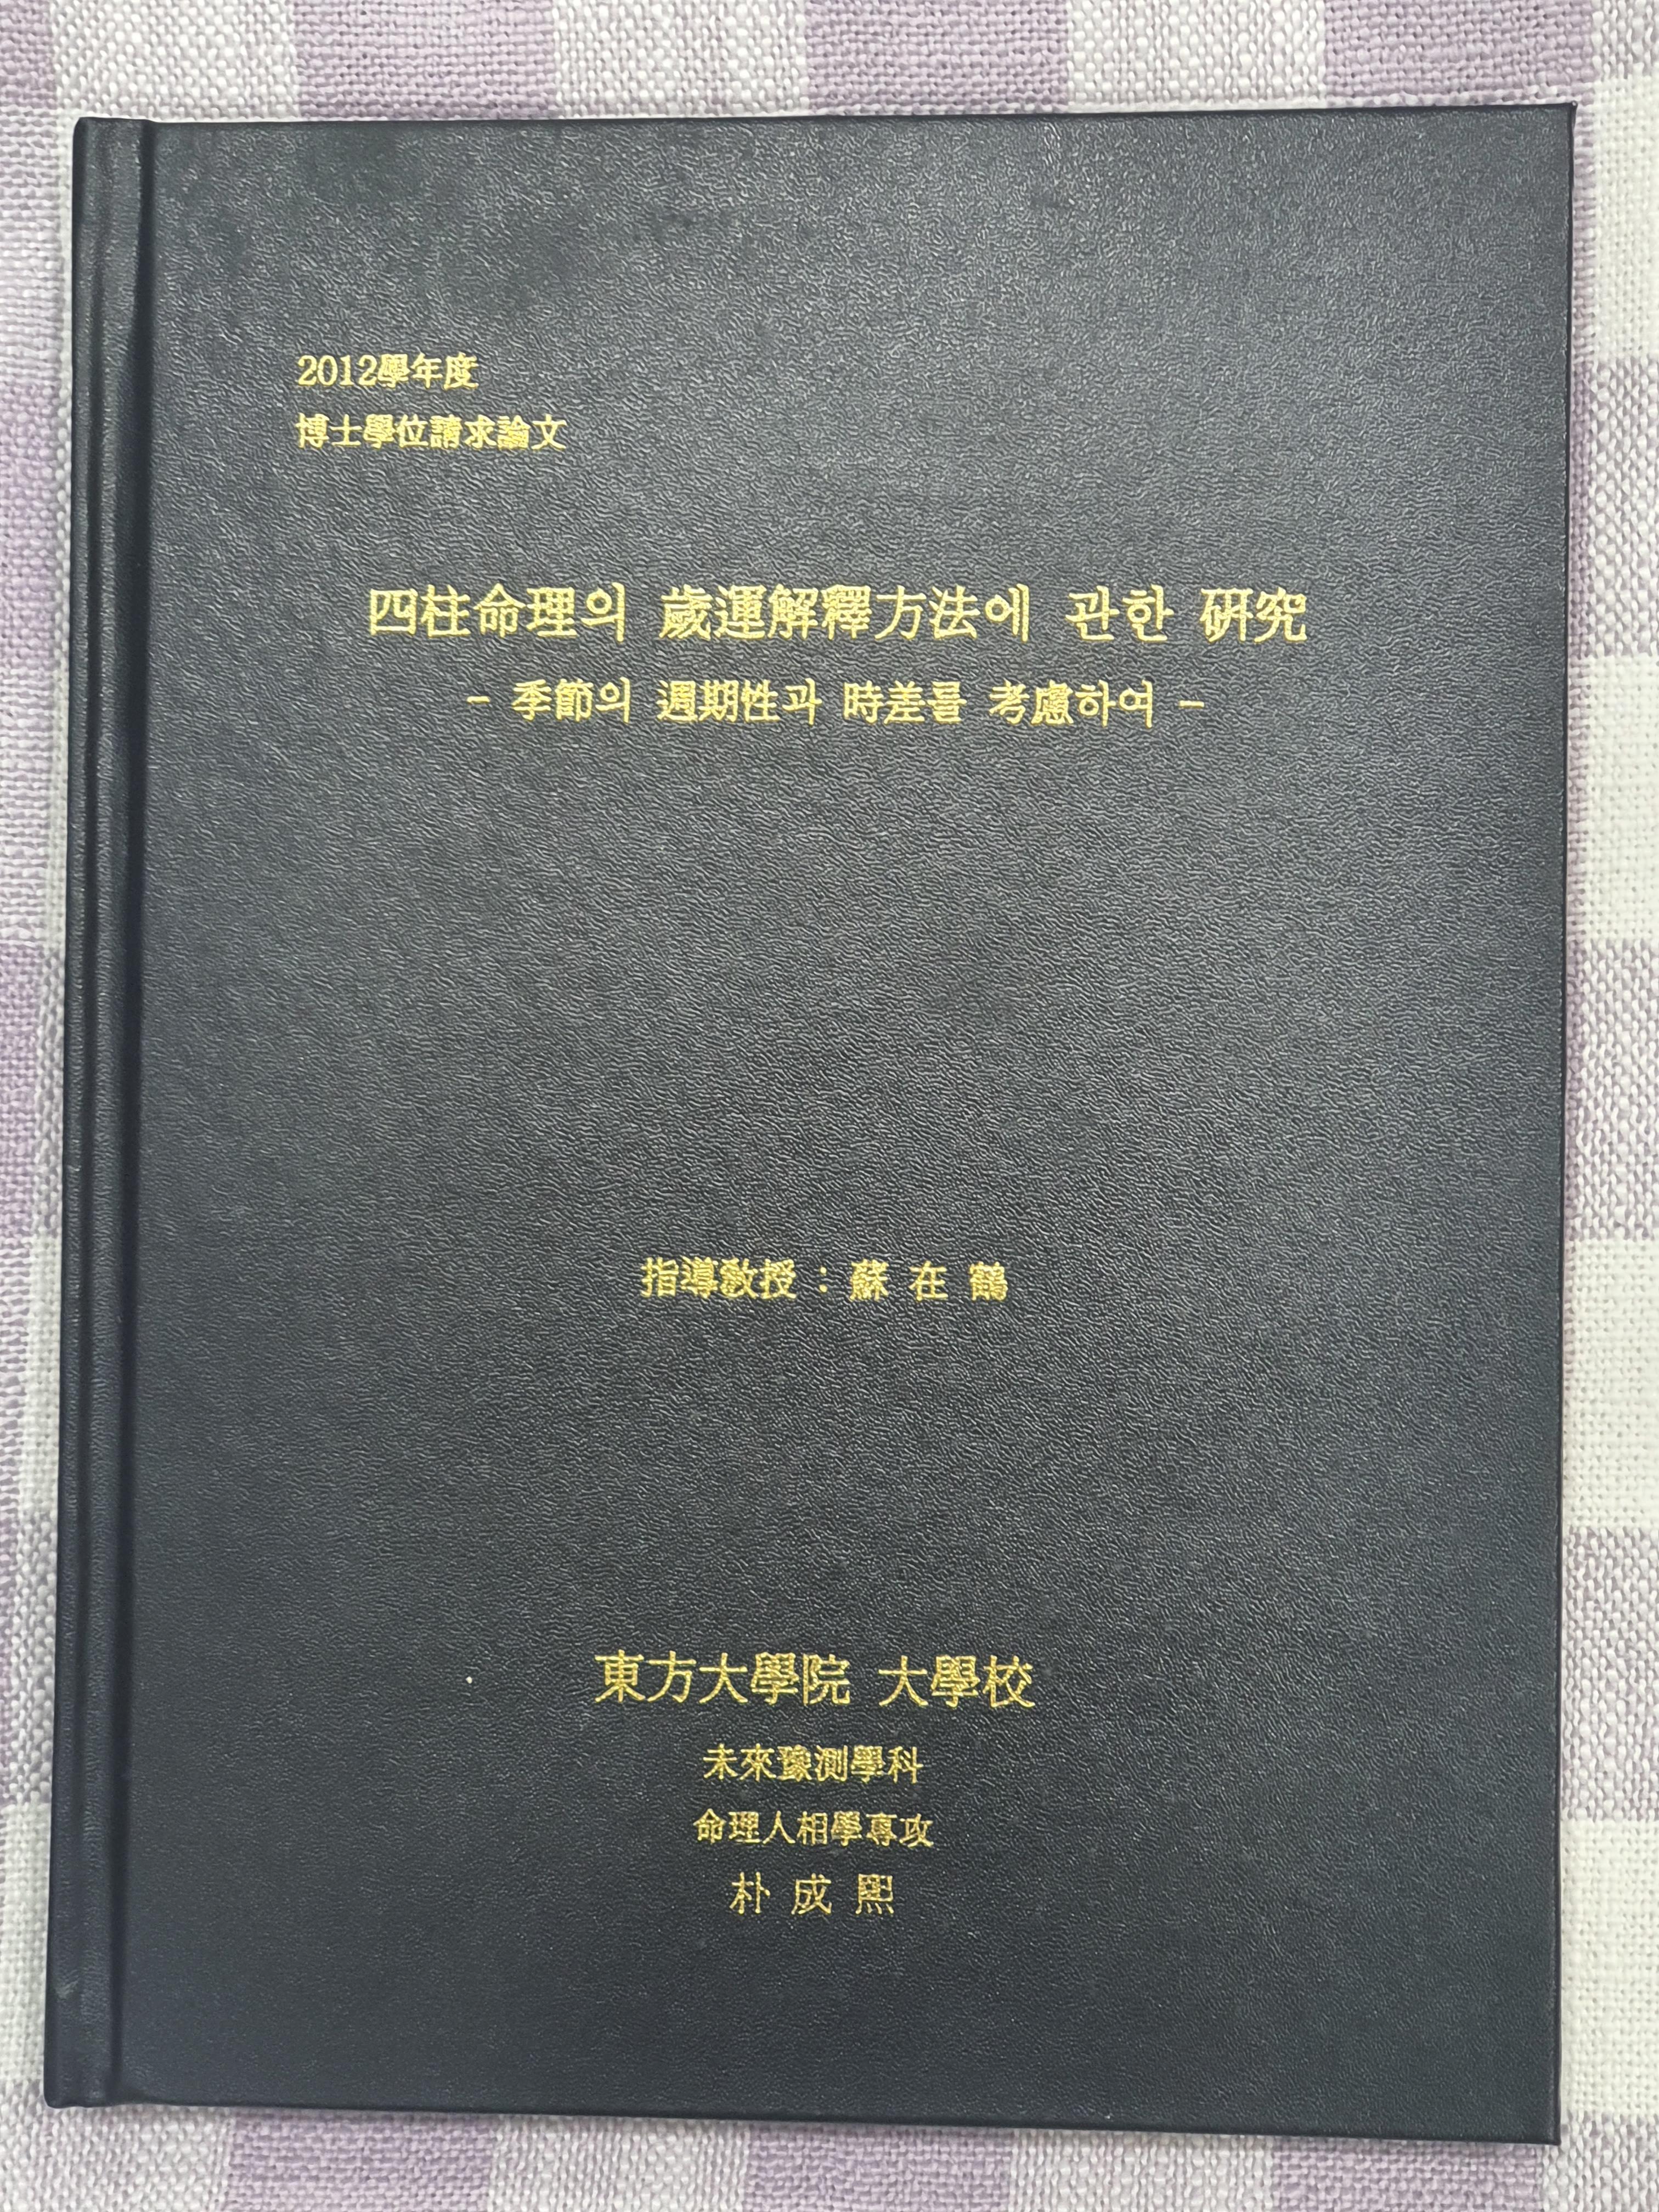 2012學年度
博士學位請求論文
四柱命理의 歲運解釋方法에 관한 硏究
- 季節의 週期性과 時差를 考慮하여 -
指導敎授 : 蘇 在 鶴
東方大學院 大學校
未來豫測學科
命理人相學專攻
朴 成 熙